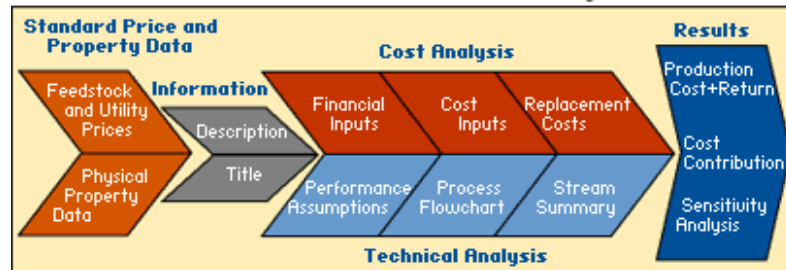 Standard Price and
Property Data
Feedstock
and Utility
Prices
Physical
Property
Data
Information
Description
Title
Cost Analysis
Financial
Inputs
Cost
Inputs
Replacement
Costs
Performance
Assumptions
Process
Flowchart
Stream
Summary
Technical Analysis
Results
Production
Cost+Return
Cost
Contribution
Sensitivity
Analysis